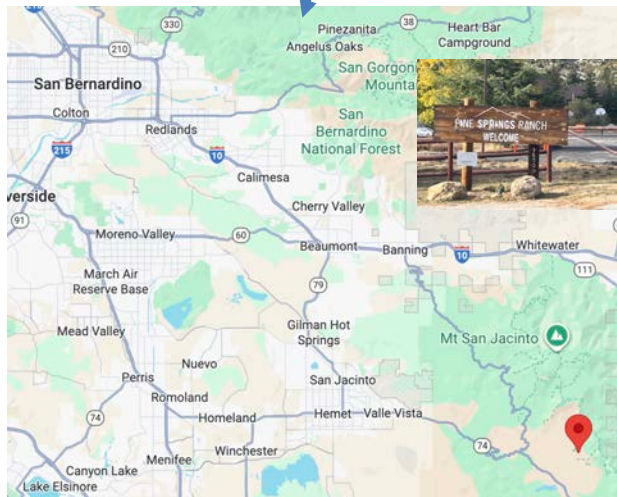 330
38
Pinezanita
Heart Bar
Campground
Angelus Oaks
210
San Gorgon
Mounta
San Bernardino
Colton
Redlands
San
Bernardino
National Forest
PINE SPRINGS RANCH
WELCOME
215
10
Calimesa
verside
Cherry Valley
91
Moreno Valley
60
Beaumont
Banning
10
Whitewater
111
March Air
Reserve Base
79
Gilman Hot
Springs
Mt San Jacinto
Mead Valley
Nuevo
Perris
San Jacinto
Romoland
74
Homeland
Hemet
Valle Vista
74
Winchester
Menifee
Canyon Lake
Lake Elsinore